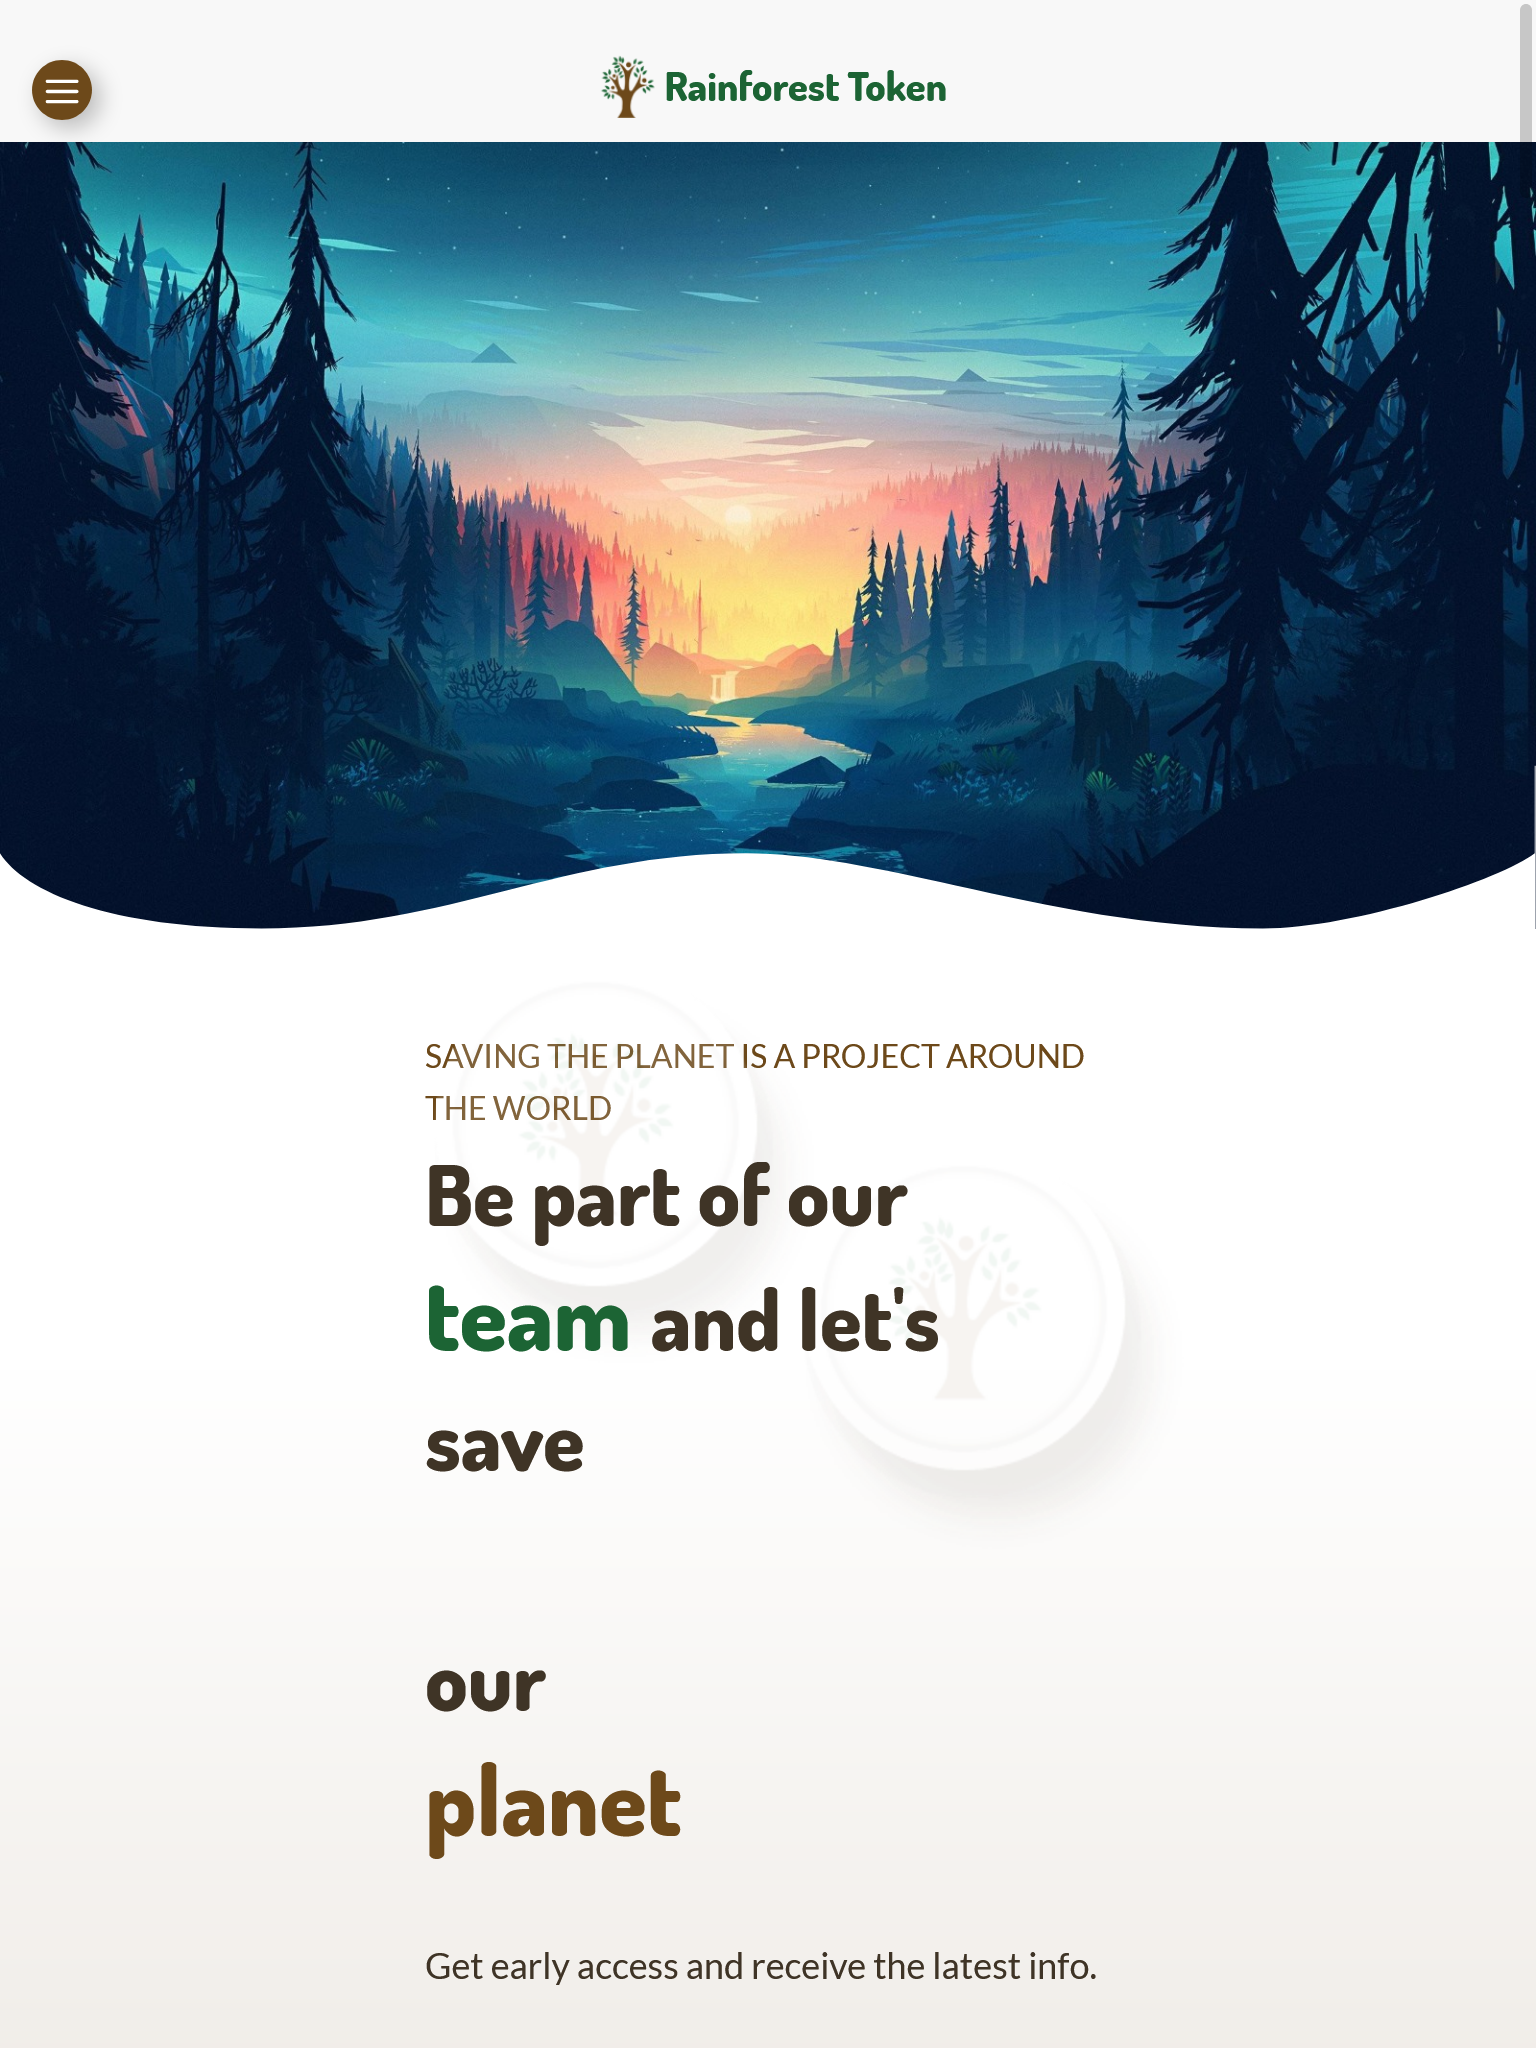 Rainforest Token
SAVING THE PLANET IS A PROJECT AROUND
THE WORLD
Be part of our
team and let's
save
our
planet
Get early access and receive the latest info.